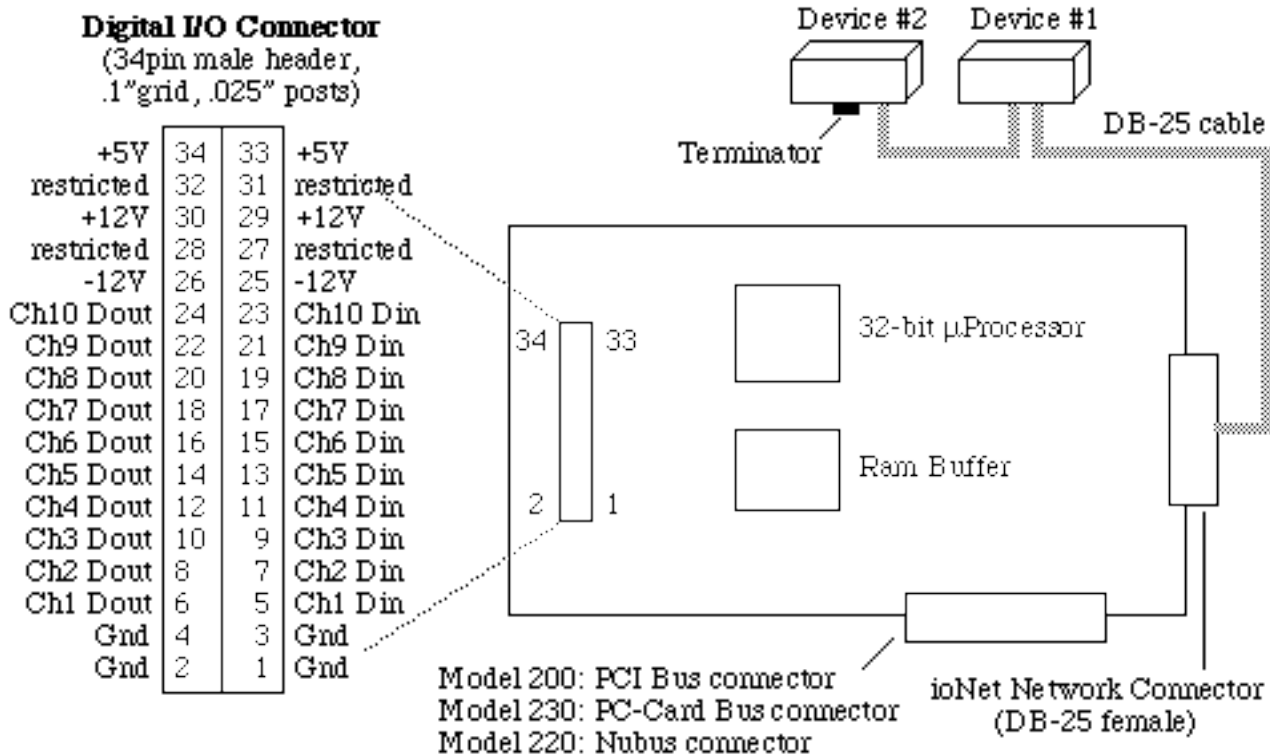 Digital I/O Connector
(34pin male header,
.1"grid, .025" posts)
+5V 34 33 +5V
restricted 32 31 restricted
+12V 30 29 +12V
restricted 28 27 restricted
-12V 26 25 -12V
Ch10 Dout 24 23 Ch10 Din
Ch9 Dout 22 21 Ch9 Din
Ch8 Dout 20 19 Ch8 Din
Ch7 Dout 18 17 Ch7 Din
Ch6 Dout 16 15 Ch6 Din
Ch5 Dout 14 13 Ch5 Din
Ch4 Dout 12 11 Ch4 Din
Ch3 Dout 10 9 Ch3 Din
Ch2 Dout 8 7 Ch2 Din
Ch1 Dout 6 5 Ch1 Din
Gnd 4 3 Gnd
Gnd 2 1 Gnd
Device #2 Device #1
Terminator
DB-25 cable
34 33
2 1
32-bit µProcessor
Ram Buffer
Model 200: PCI Bus connector
Model 230: PC-Card Bus connector
Model 220: Nubus connector
ioNet Network Connector
(DB-25 female)